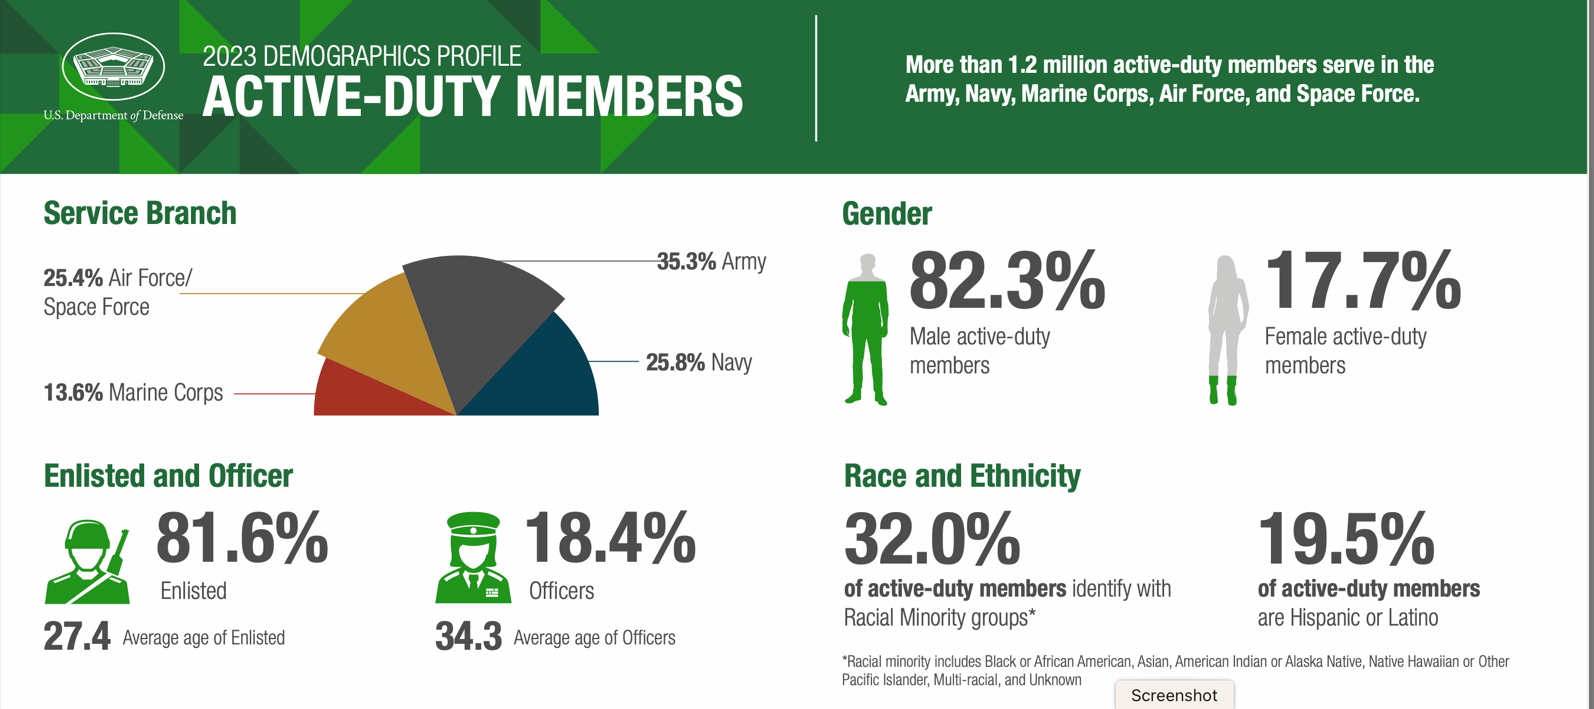 U.S. Department of Defense
2023 DEMOGRAPHICS PROFILE
ACTIVE-DUTY MEMBERS
More than 1.2 million active-duty members serve in the
Army, Navy, Marine Corps, Air Force, and Space Force.
Service Branch
25.4% Air Force/
Space Force
13.6% Marine Corps
35.3% Army
25.8% Navy
Gender
82.3%
Male active-duty
members
17.7%
Female active-duty
members
Enlisted and Officer
81.6%
Enlisted
27.4 Average age of Enlisted
18.4%
Officers
34.3 Average age of Officers
Race and Ethnicity
32.0%
of active-duty members identify with
Racial Minority groups*
19.5%
of active-duty members
are Hispanic or Latino
*Racial minority includes Black or African American, Asian, American Indian or Alaska Native, Native Hawaiian or Other
Pacific Islander, Multi-racial, and Unknown
Screenshot